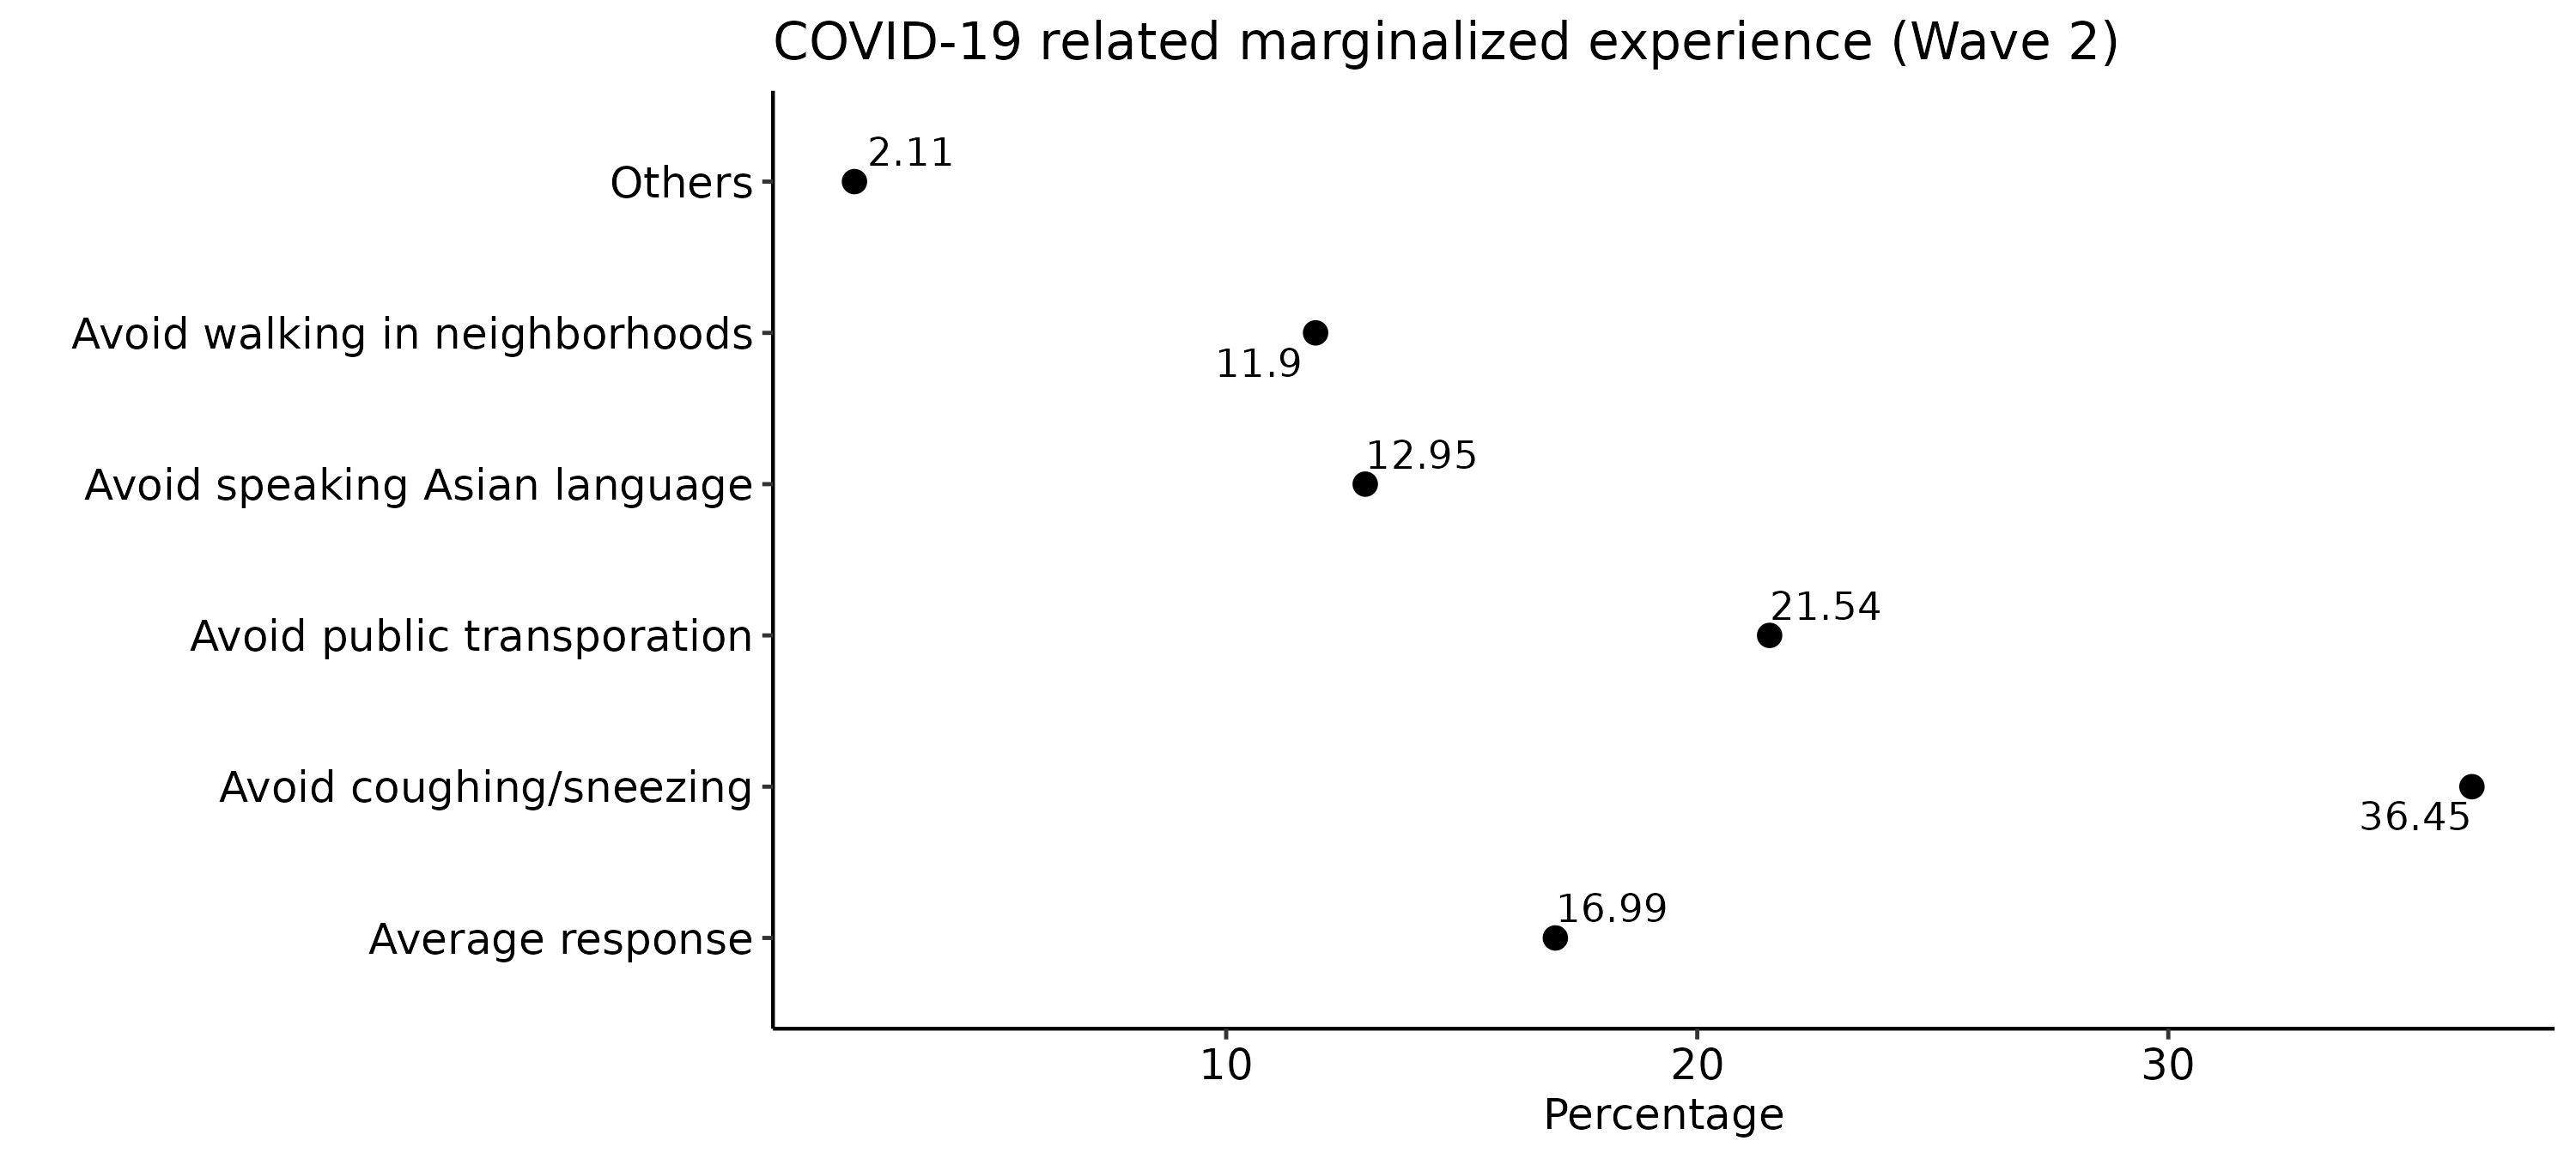 COVID-19 related marginalized experience (Wave 2)
Others
2.11
Avoid walking in neighborhoods
11.9
Avoid speaking Asian language
12.95
Avoid public transporation
21.54
Avoid coughing/sneezing
36.45
Average response
16.99
10 20 30
Percentage